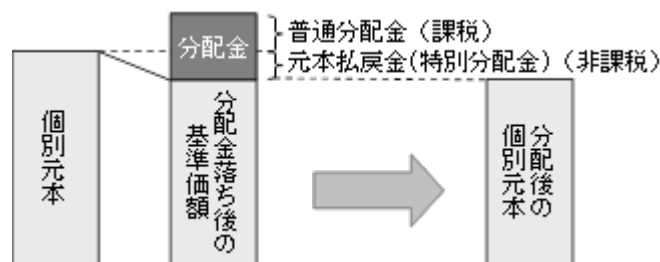 分配金
普通分配金（課税）
元本払戻金(特別分配金)（非課税）
個別元本
分配金落ち後の
基準価額
分配後の
個別元本